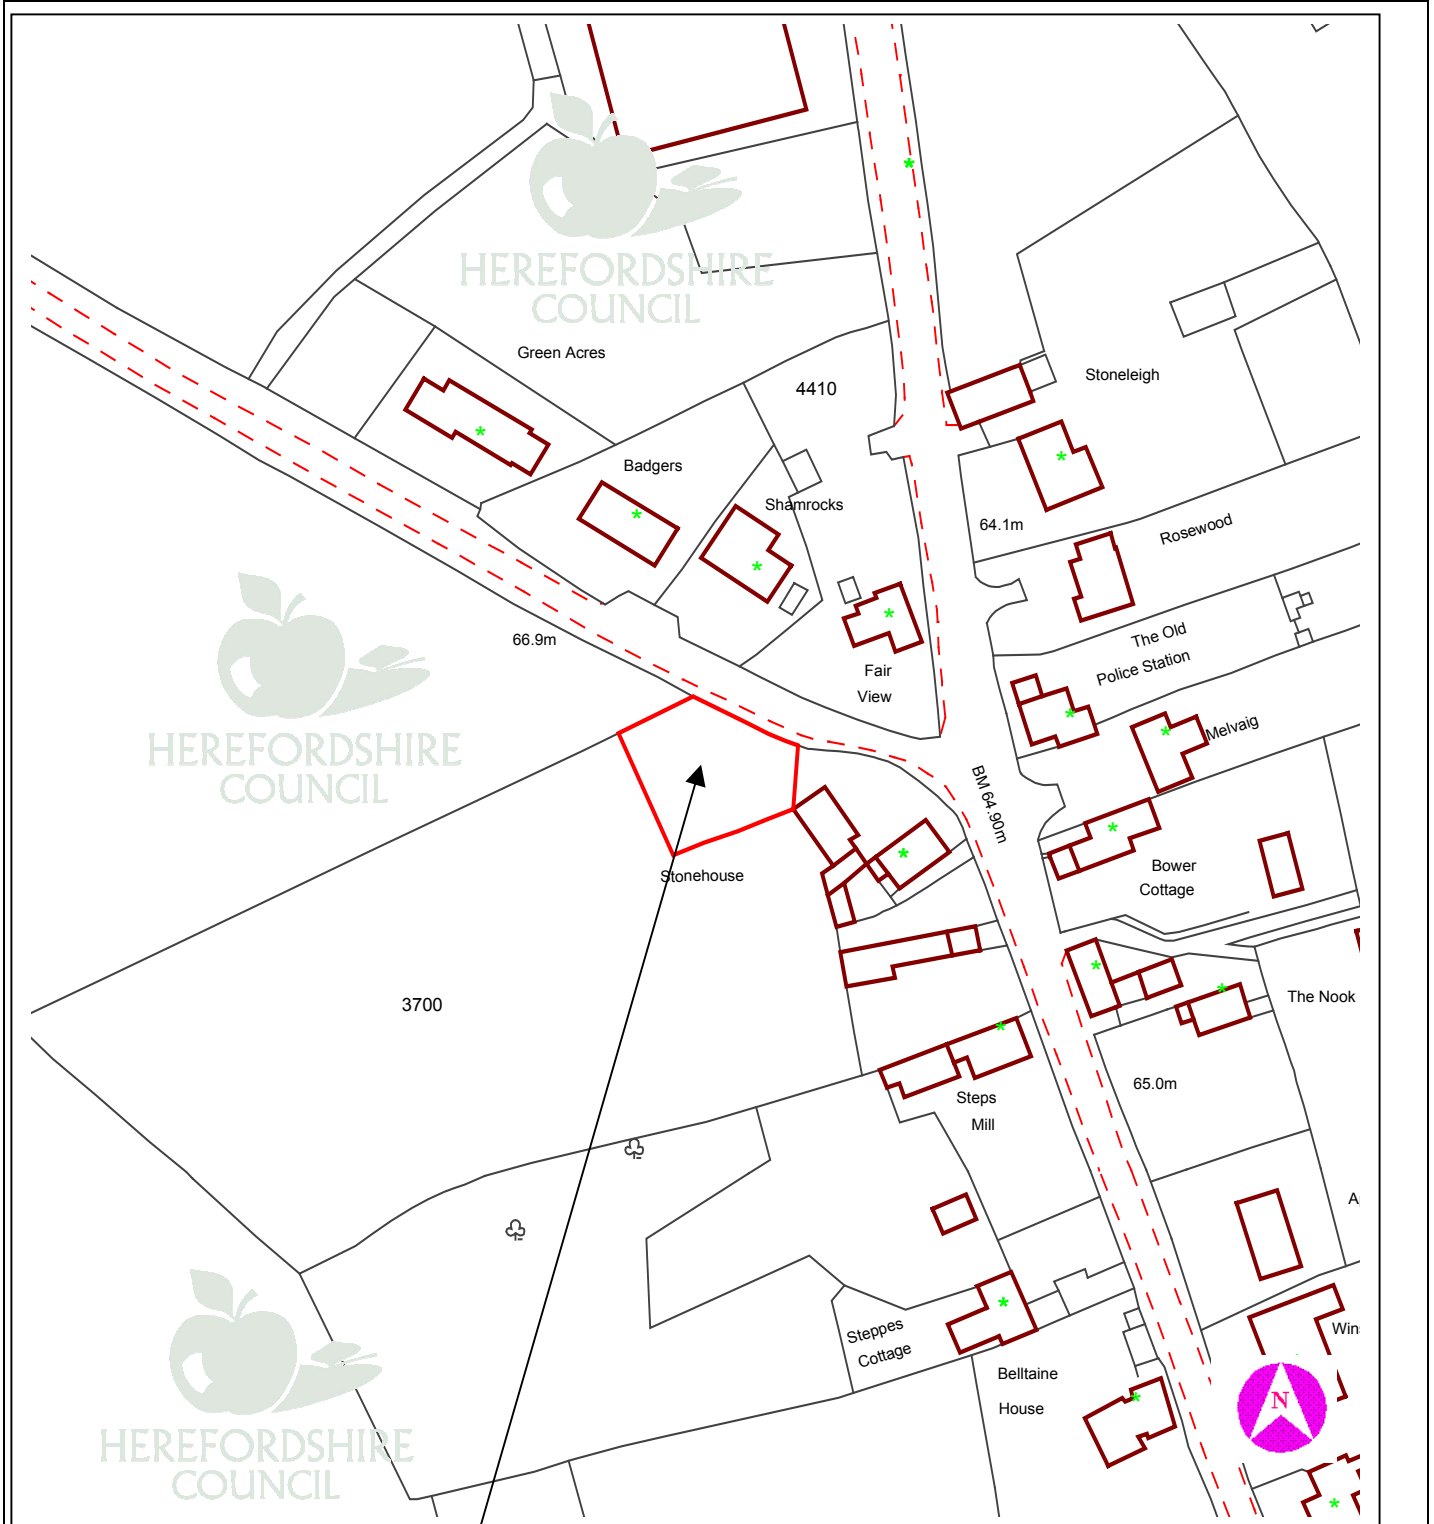 HEREFORDSHIRE
COUNCIL
Green Acres
4410
Stoneleigh
Badgers
Shamrocks
64.1m
Rosewood
66.9m
The Old
Police Station
Fair
View
Melvaig
HEREFORDSHIRE
COUNCIL
BM 64.90m
Stonehouse
Bower
Cottage
3700
The Nook
65.0m
Steps
Mill
Steppes
Cottage
Belltaine
House
N
HEREFORDSHIRE
COUNCIL